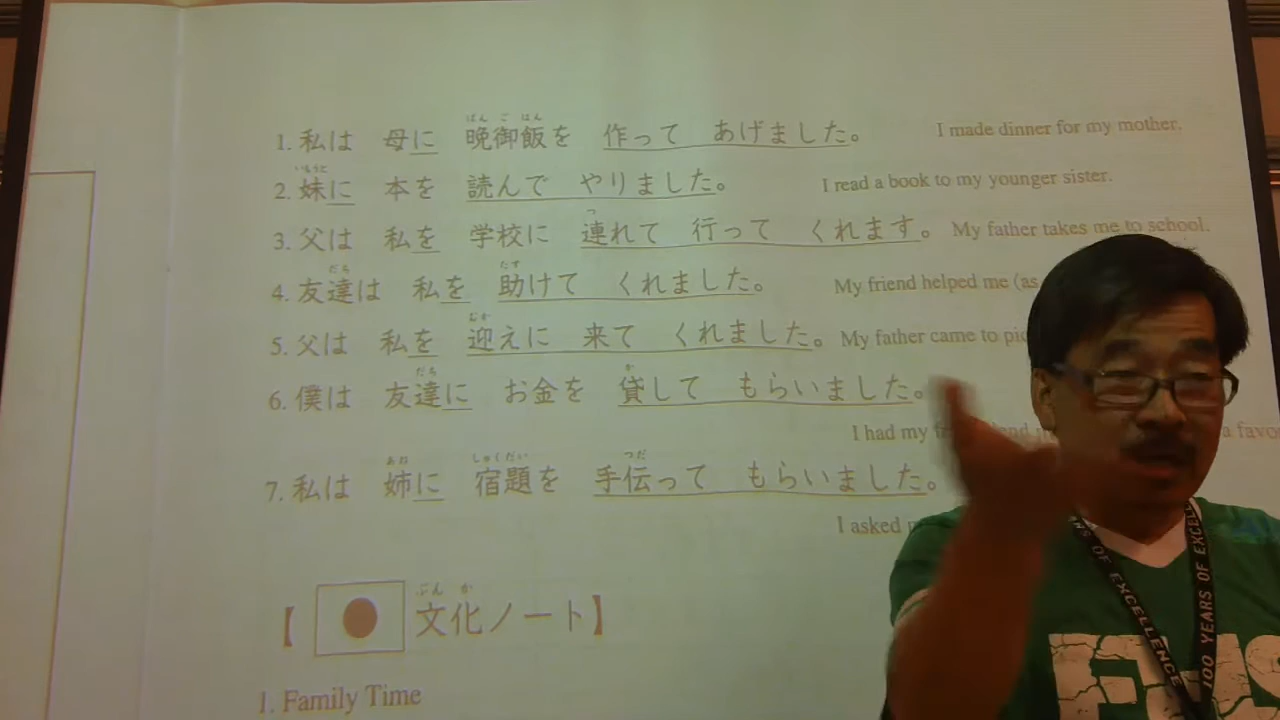 1. 私は 母に 晩御飯を 作って あげました。 I made dinner for my mother.
2. 妹に 本を 読んで やりました。 I read a book to my younger sister.
3. 父は 私を 学校に 連れて 行って くれます。 My father takes me to school.
4. 友達は 私を 助けて くれました。 My friend helped me (as
5. 父は 私を 迎えに 来て くれました。 My father came to
6. 僕は 友達に お金を 貸して もらいました。
I had my
7. 私は 姉に 宿題を 手伝って もらいました。
I asked
【文化ノート】
1. Family Time
OF EXCELLENCE
100 YEARS OF EXCEL